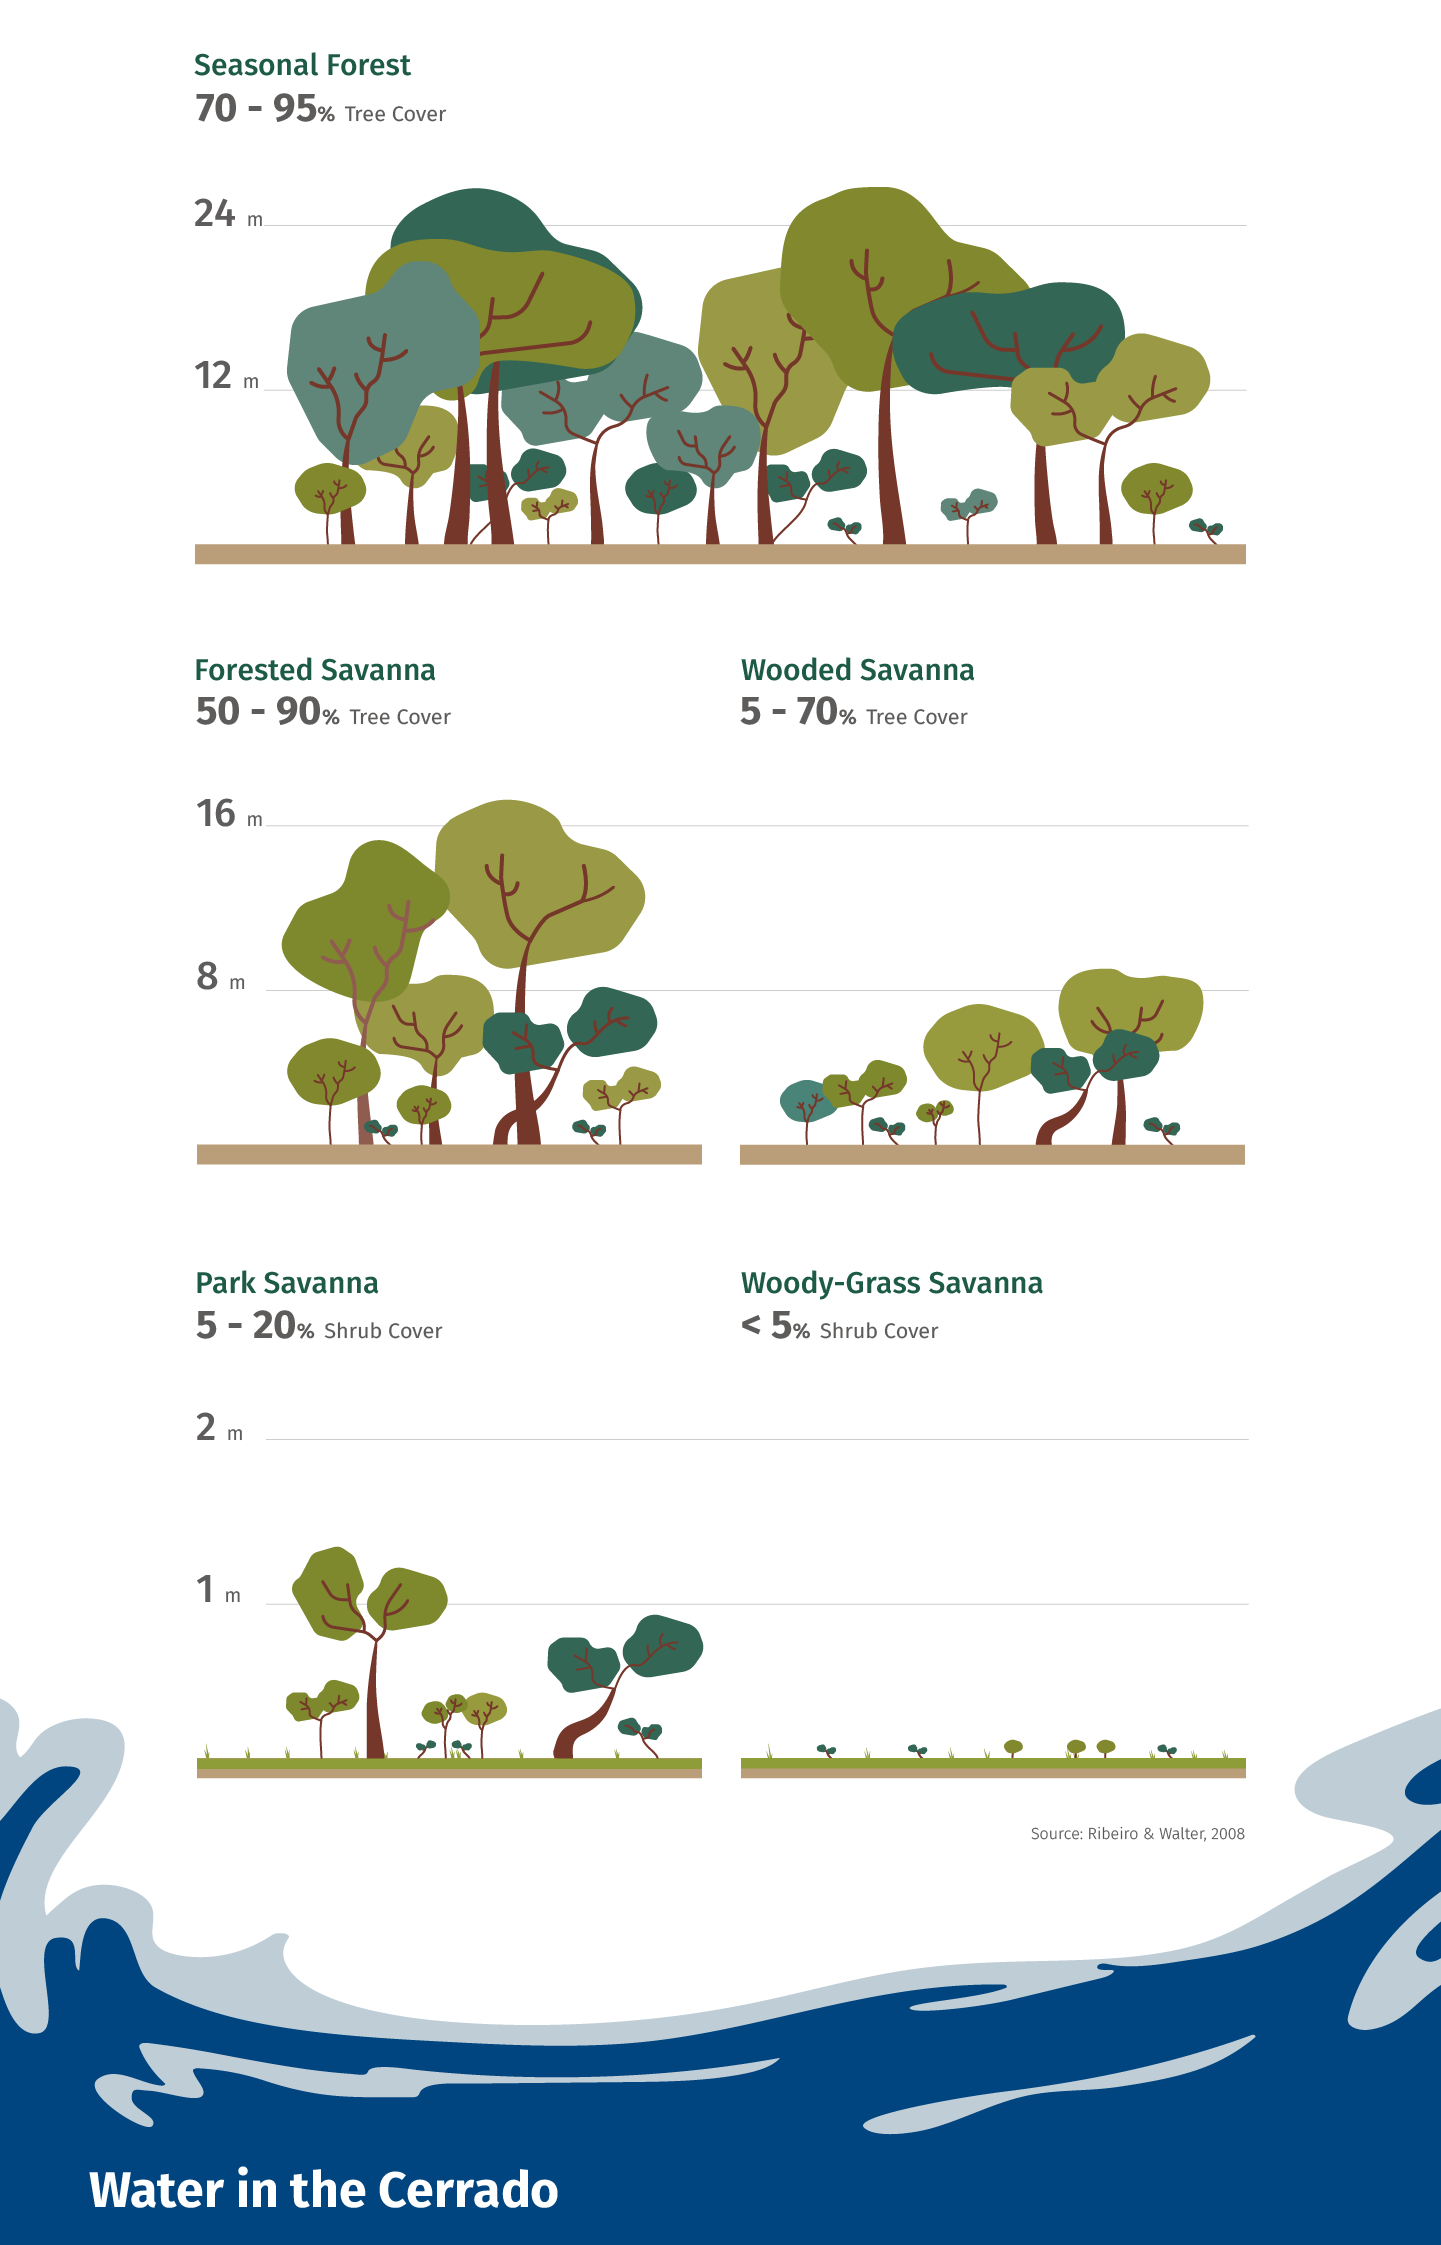 Seasonal Forest
70 - 95% Tree Cover
24 m
12 m
Forested Savanna
50 - 90% Tree Cover
Wooded Savanna
5 - 70% Tree Cover
16 m
8 m
Park Savanna
5 - 20% Shrub Cover
Woody-Grass Savanna
< 5% Shrub Cover
2 m
1 m
Source: Ribeiro & Walter, 2008
Water in the Cerrado